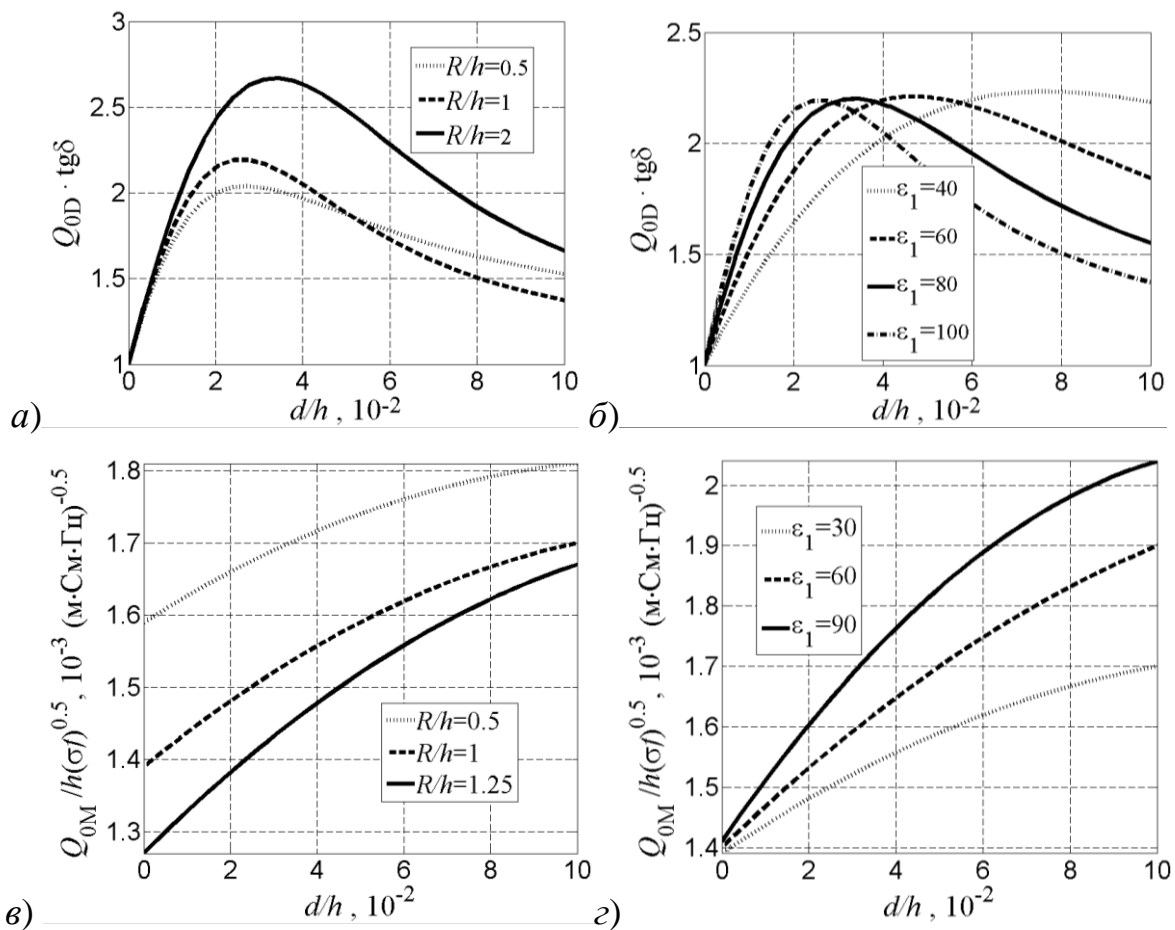 3
2.5
2
1.5
1
0 2 4 6 8 10
Q0D · tgδ
R/h=0.5
R/h=1
R/h=2
d/h , 10-2
а)
2.5
2
1.5
1
0 2 4 6 8 10
Q0D · tgδ
ε1=40
ε1=60
ε1=80
ε1=100
d/h , 10-2
б)
1.8
1.7
1.6
1.5
1.4
1.3
0 2 4 6 8 10
Q0M /h(σf)0.5, 10-3 (м·См·Гц)-0.5
R/h=0.5
R/h=1
R/h=1.25
d/h , 10-2
в)
2
1.9
1.8
1.7
1.6
1.5
1.4
0 2 4 6 8 10
Q0M /h(σf)0.5, 10-3 (м·См·Гц)-0.5
ε1=30
ε1=60
ε1=90
d/h , 10-2
г)